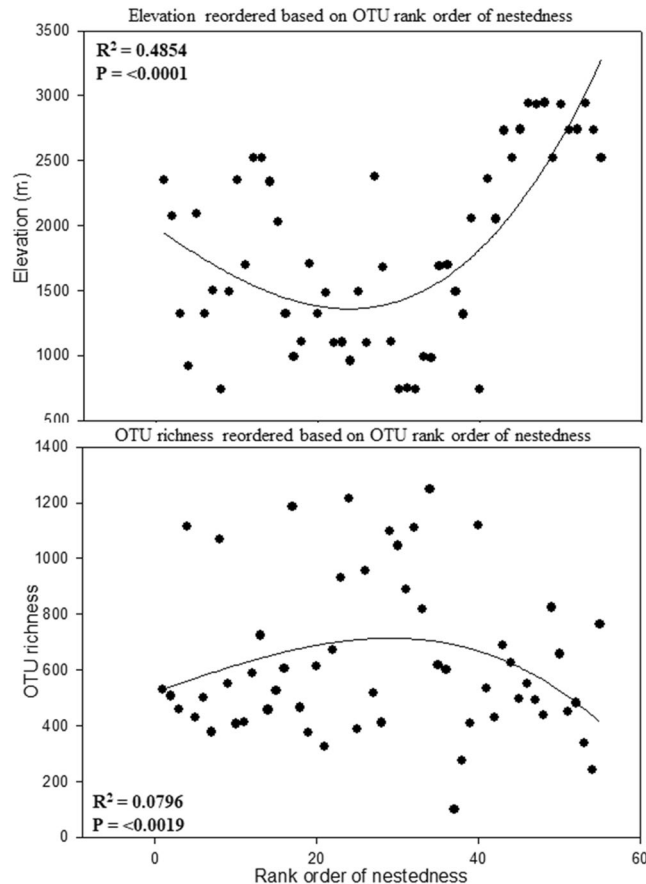 Elevation reordered based on OTU rank order of nestedness
3500
R² = 0.4854
P = <0.0001
3000
2500
2000
1500
1000
500
Elevation (m)
OTU richness reordered based on OTU rank order of nestedness
1400
1200
1000
800
600
400
200
0
OTU richness
R² = 0.0796
P = <0.0019
0 20 40 60
Rank order of nestedness